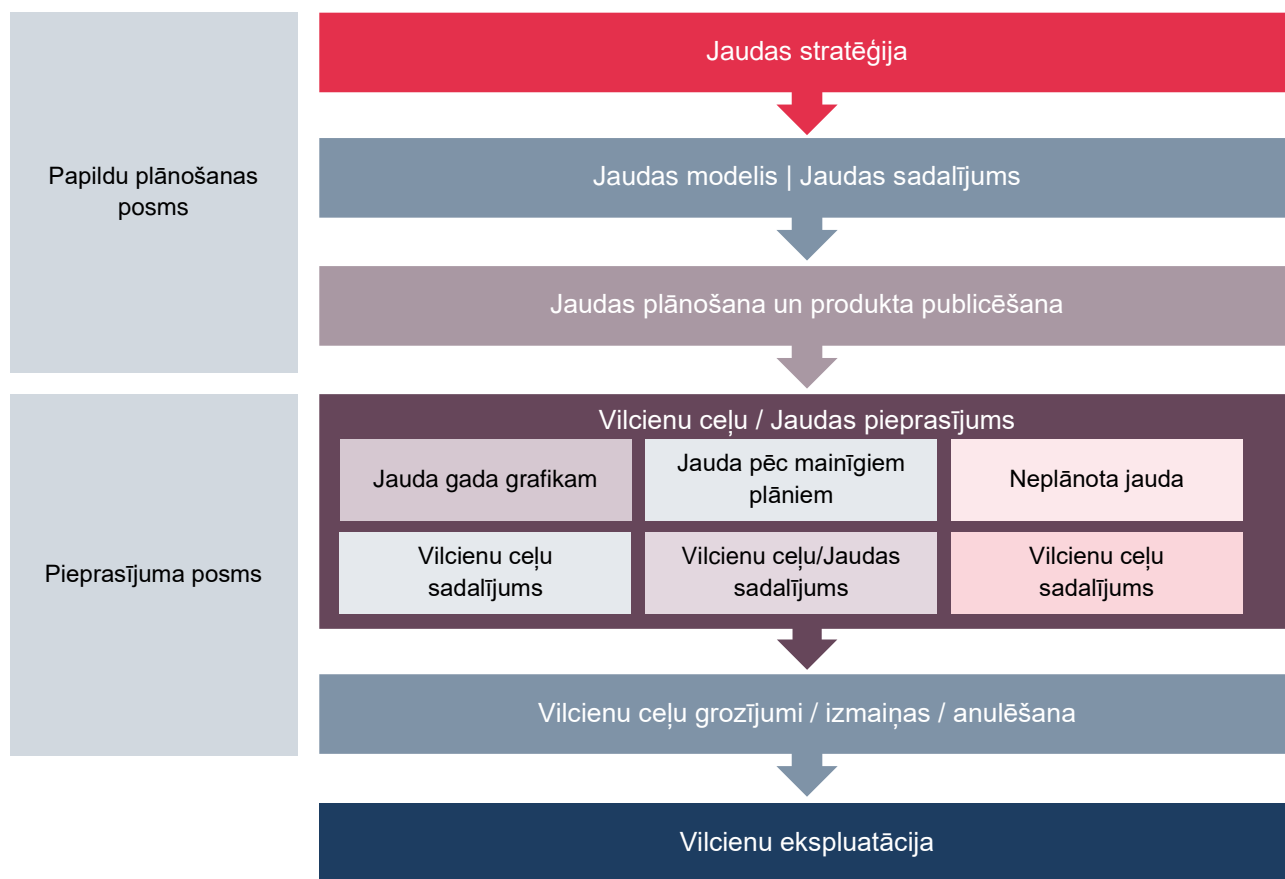 Jaudas stratēģija
Papildu plānošanas
posms
Jaudas modelis | Jaudas sadalījums
Jaudas plānošana un produkta publicēšana
Vilcienu ceļu / Jaudas pieprasījums
Jauda gada grafikam
Jauda pēc mainīgiem
plāniem
Neplānota jauda
Pieprasījuma posms
Vilcienu ceļu
sadalījums
Vilcienu ceļu/Jaudas
sadalījums
Vilcienu ceļu
sadalījums
Vilcienu ceļu grozījumi / izmaiņas / anulēšana
Vilcienu ekspluatācija